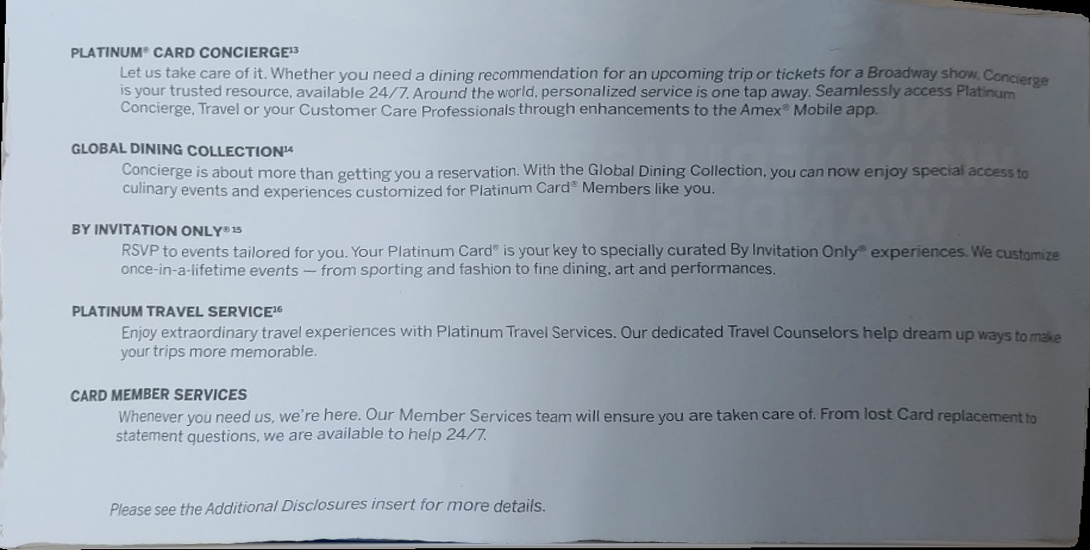 PLATINUM® CARD CONCIERGE¹³
Let us take care of it. Whether you need a dining recommendation for an upcoming trip or tickets for a Broadway show, Concierge
is your trusted resource, available 24/7. Around the world, personalized service is one tap away. Seamlessly access Platinum
Concierge, Travel or your Customer Care Professionals through enhancements to the Amex® Mobile app.
GLOBAL DINING COLLECTION¹⁴
Concierge is about more than getting you a reservation. With the Global Dining Collection, you can now enjoy special access to
culinary events and experiences customized for Platinum Card® Members like you.
BY INVITATION ONLY® ¹⁵
RSVP to events tailored for you. Your Platinum Card® is your key to specially curated By Invitation Only® experiences. We customize
once-in-a-lifetime events — from sporting and fashion to fine dining, art and performances.
PLATINUM TRAVEL SERVICE¹⁶
Enjoy extraordinary travel experiences with Platinum Travel Services. Our dedicated Travel Counselors help dream up ways to make
your trips more memorable.
CARD MEMBER SERVICES
Whenever you need us, we're here. Our Member Services team will ensure you are taken care of. From lost Card replacement to
statement questions, we are available to help 24/7.
Please see the Additional Disclosures insert for more details.